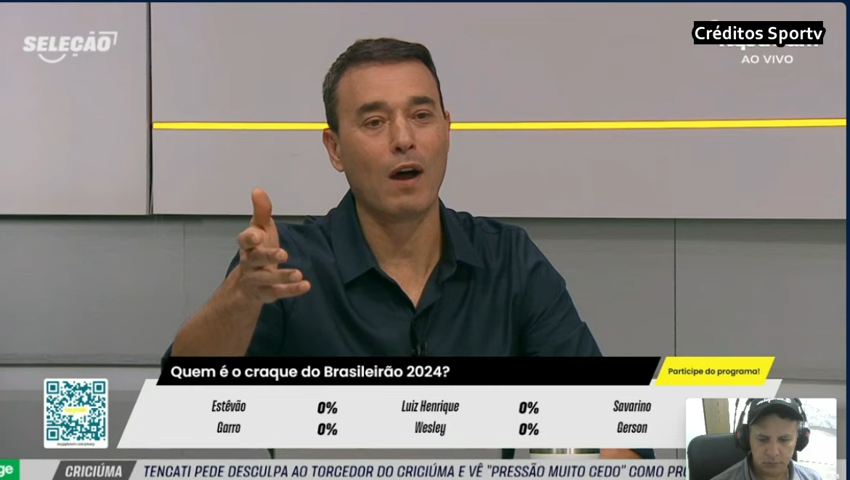 SELEÇÃO
Créditos Sportv
AO VIVO
Quem é o craque do Brasileirão 2024?
Participe do programa!
Estêvão 0% Luiz Henrique 0% Savarino
Garro 0% Wesley 0% Gerson
ge CRICIÚMA TENCATI PEDE DESCULPA AO TORCEDOR DO CRICIÚMA E VÊ "PRESSÃO MUITO CEDO" COMO